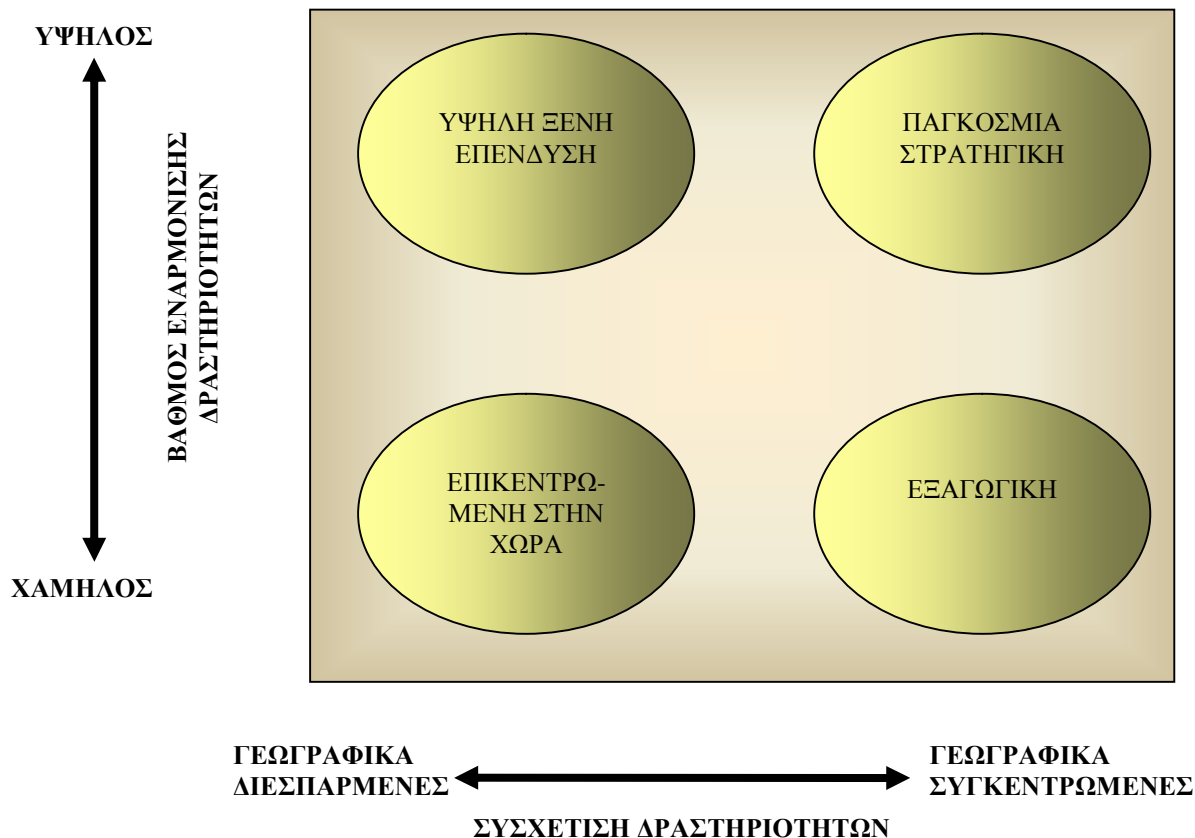 ΥΨΗΛΟΣ
ΒΑΘΜΟΣ ΕΝΑΡΜΟΝΙΣΗΣ
ΔΡΑΣΤΗΡΙΟΤΗΤΩΝ
ΧΑΜΗΛΟΣ
ΥΨΗΛΗ ΞΕΝΗ
ΕΠΕΝΔΥΣΗ
ΠΑΓΚΟΣΜΙΑ
ΣΤΡΑΤΗΓΙΚΗ
ΕΠΙΚΕΝΤΡΩ-
ΜΕΝΗ ΣΤΗΝ
ΧΩΡΑ
ΕΞΑΓΩΓΙΚΗ
ΓΕΩΓΡΑΦΙΚΑ
ΔΙΕΣΠΑΡΜΕΝΕΣ
ΓΕΩΓΡΑΦΙΚΑ
ΣΥΓΚΕΝΤΡΩΜΕΝΕΣ
ΣΥΣΧΕΤΙΣΗ ΔΡΑΣΤΗΡΙΟΤΗΤΩΝ